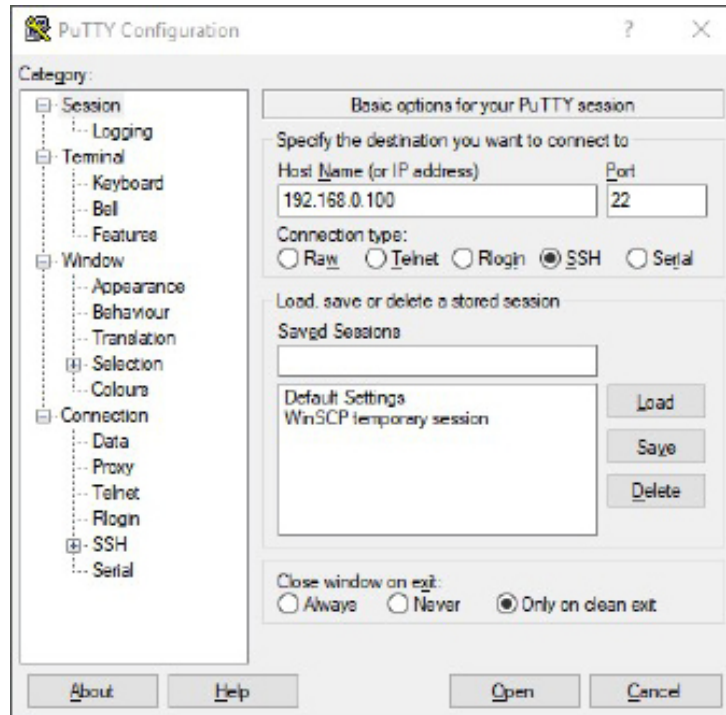 PuTTY Configuration
Category:
Session
Logging
Terminal
Keyboard
Bell
Features
Window
Appearance
Behaviour
Translation
Selection
Colours
Connection
Data
Proxy
Telnet
Rlogin
SSH
Serial
Basic options for your PuTTY session
Specify the destination you want to connect to
Host Name (or IP address) Port
192.168.0.100 22
Connection type:
Raw Telnet Rlogin SSH Serial
Load, save or delete a stored session
Saved Sessions
Default Settings
WinSCP temporary session
Load
Save
Delete
Close window on exit:
Always Never Only on clean exit
About Help Open Cancel